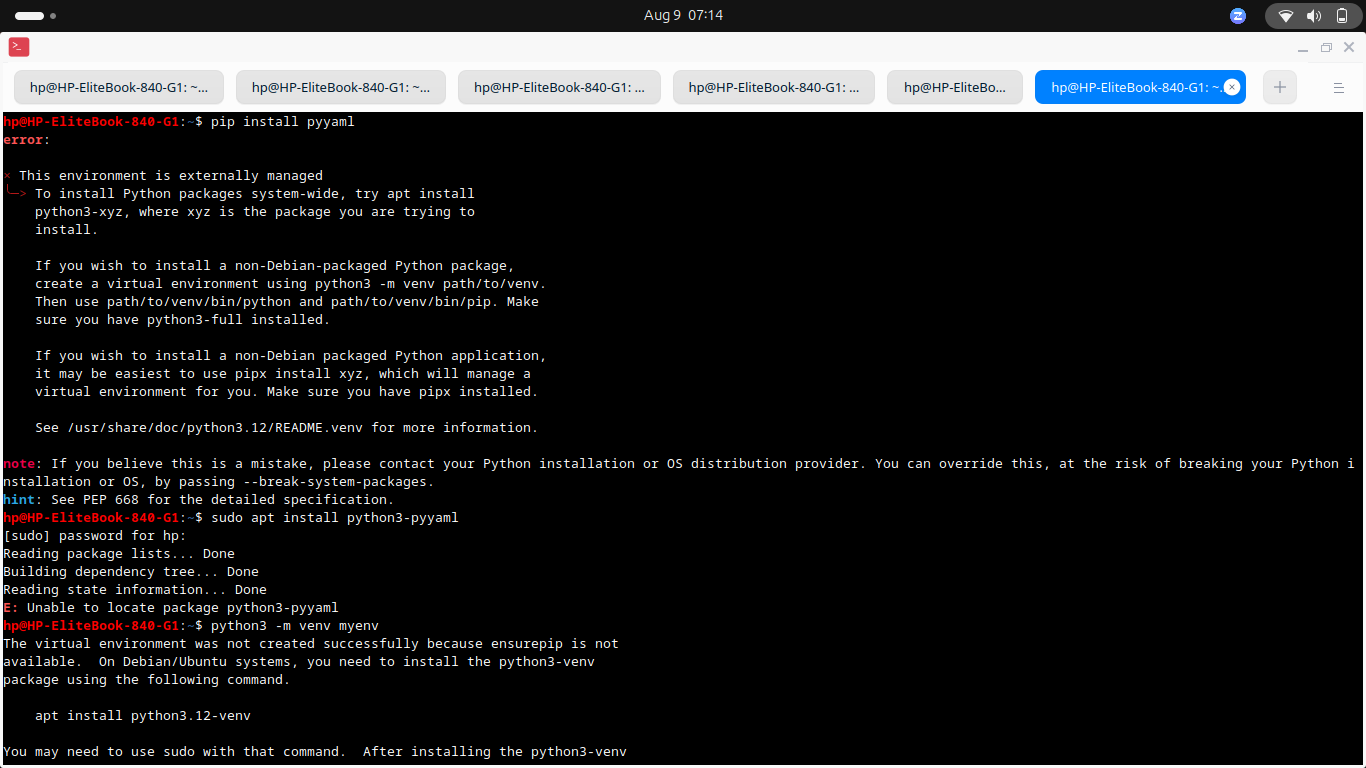 Aug 9 07:14
hp@HP-EliteBook-840-G1: ~...
hp@HP-EliteBook-840-G1: ~...
hp@HP-EliteBook-840-G1: ...
hp@HP-EliteBook-840-G1: ...
hp@HP-EliteBo...
hp@HP-EliteBook-840-G1: ~.
hp@HP-EliteBook-840-G1:~$ pip install pyyaml
error:
× This environment is externally managed
╰─> To install Python packages system-wide, try apt install
python3-xyz, where xyz is the package you are trying to
install.
If you wish to install a non-Debian-packaged Python package,
create a virtual environment using python3 -m venv path/to/venv.
Then use path/to/venv/bin/python and path/to/venv/bin/pip. Make
sure you have python3-full installed.
If you wish to install a non-Debian packaged Python application,
it may be easiest to use pipx install xyz, which will manage a
virtual environment for you. Make sure you have pipx installed.
See /usr/share/doc/python3.12/README.venv for more information.
note: If you believe this is a mistake, please contact your Python installation or OS distribution provider. You can override this, at the risk of breaking your Python i
nstallation or OS, by passing --break-system-packages.
hint: See PEP 668 for the detailed specification.
hp@HP-EliteBook-840-G1:~$ sudo apt install python3-pyyaml
[sudo] password for hp:
Reading package lists... Done
Building dependency tree... Done
Reading state information... Done
E: Unable to locate package python3-pyyaml
hp@HP-EliteBook-840-G1:~$ python3 -m venv myenv
The virtual environment was not created successfully because ensurepip is not
available.  On Debian/Ubuntu systems, you need to install the python3-venv
package using the following command.
apt install python3.12-venv
You may need to use sudo with that command.  After installing the python3-venv